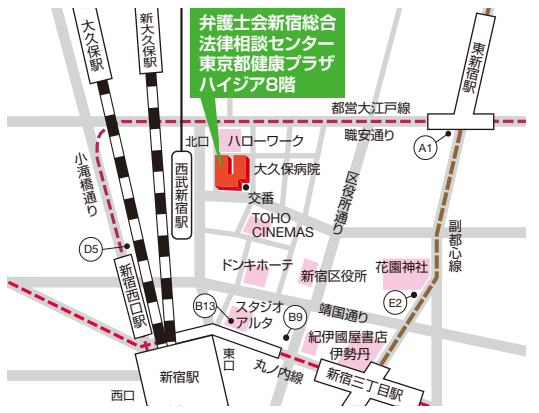 弁護士会新宿総合
法律相談センター
東京都健康プラザ
ハイジア8階
大久保駅
新大久保駅
東新宿駅
都営大江戸線
職安通り
A1
北口
ハローワーク
大久保病院
小滝橋通り
西武新宿駅
交番
区役所通り
TOHO
CINEMAS
副都心線
D5
新宿西口駅
ドンキホーテ
新宿区役所
花園神社
E2
B13
スタジオ
アルタ
B9
靖国通り
紀伊國屋書店
伊勢丹
東口
丸ノ内線
新宿三丁目駅
新宿駅
西口